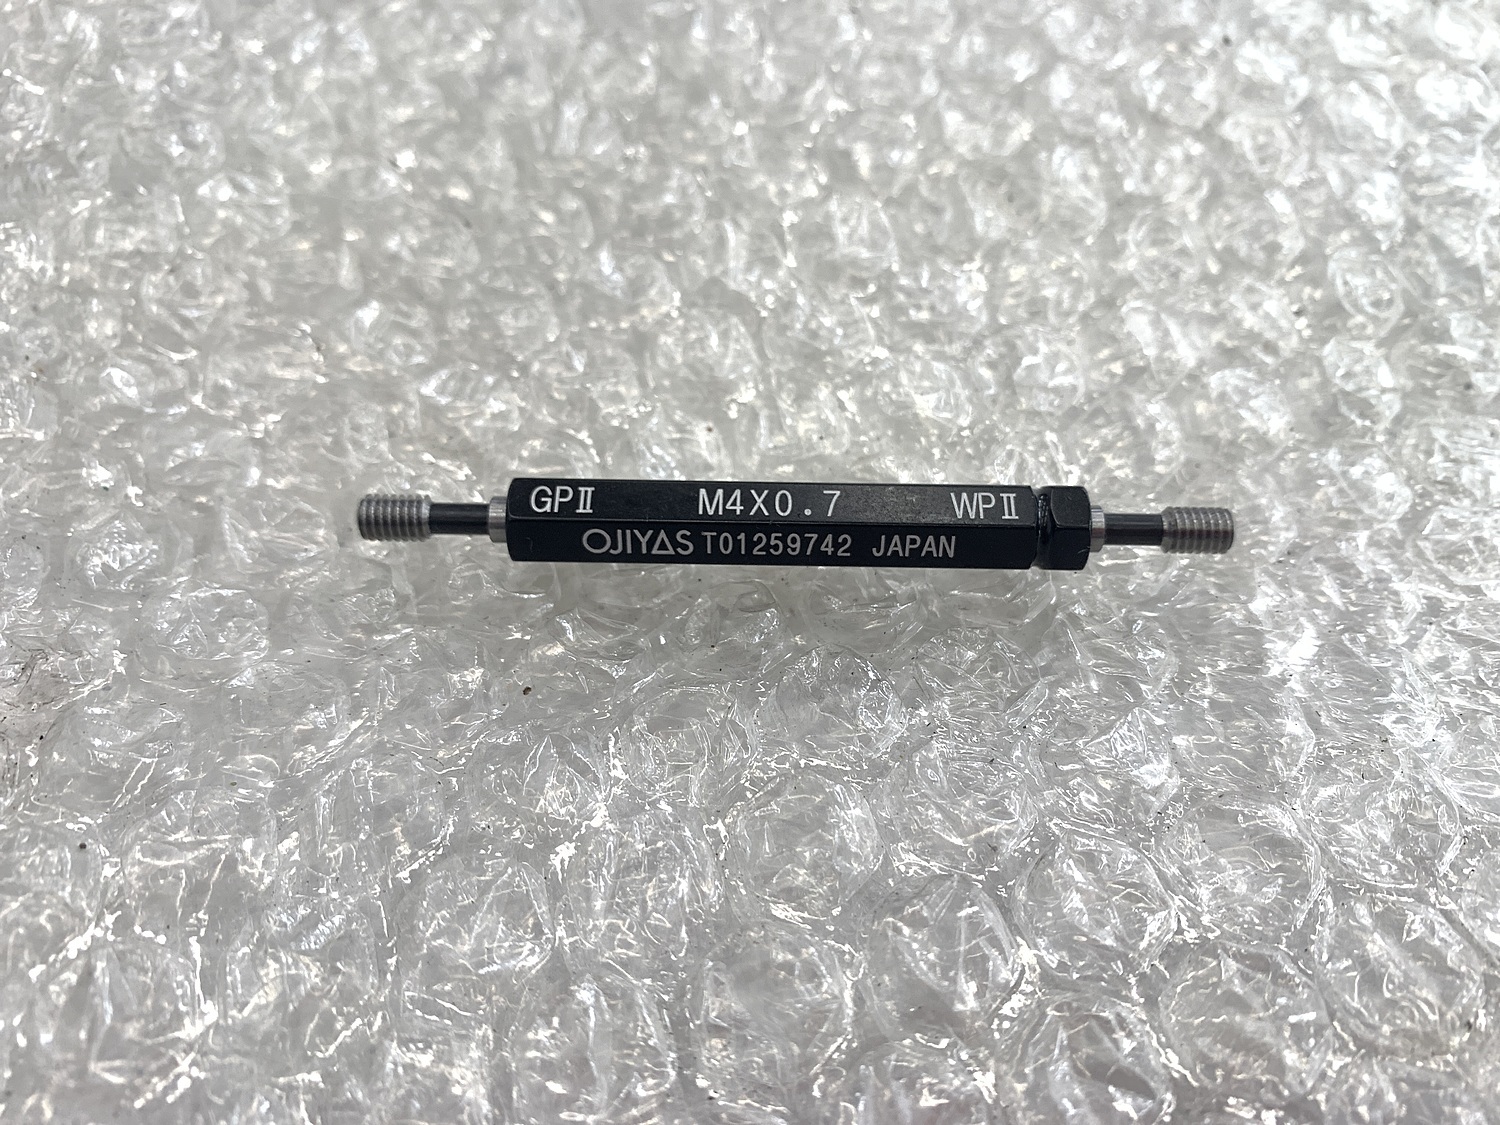 GPⅡ M4X0.7 WPⅡ
OJIYAS T01259742 JAPAN